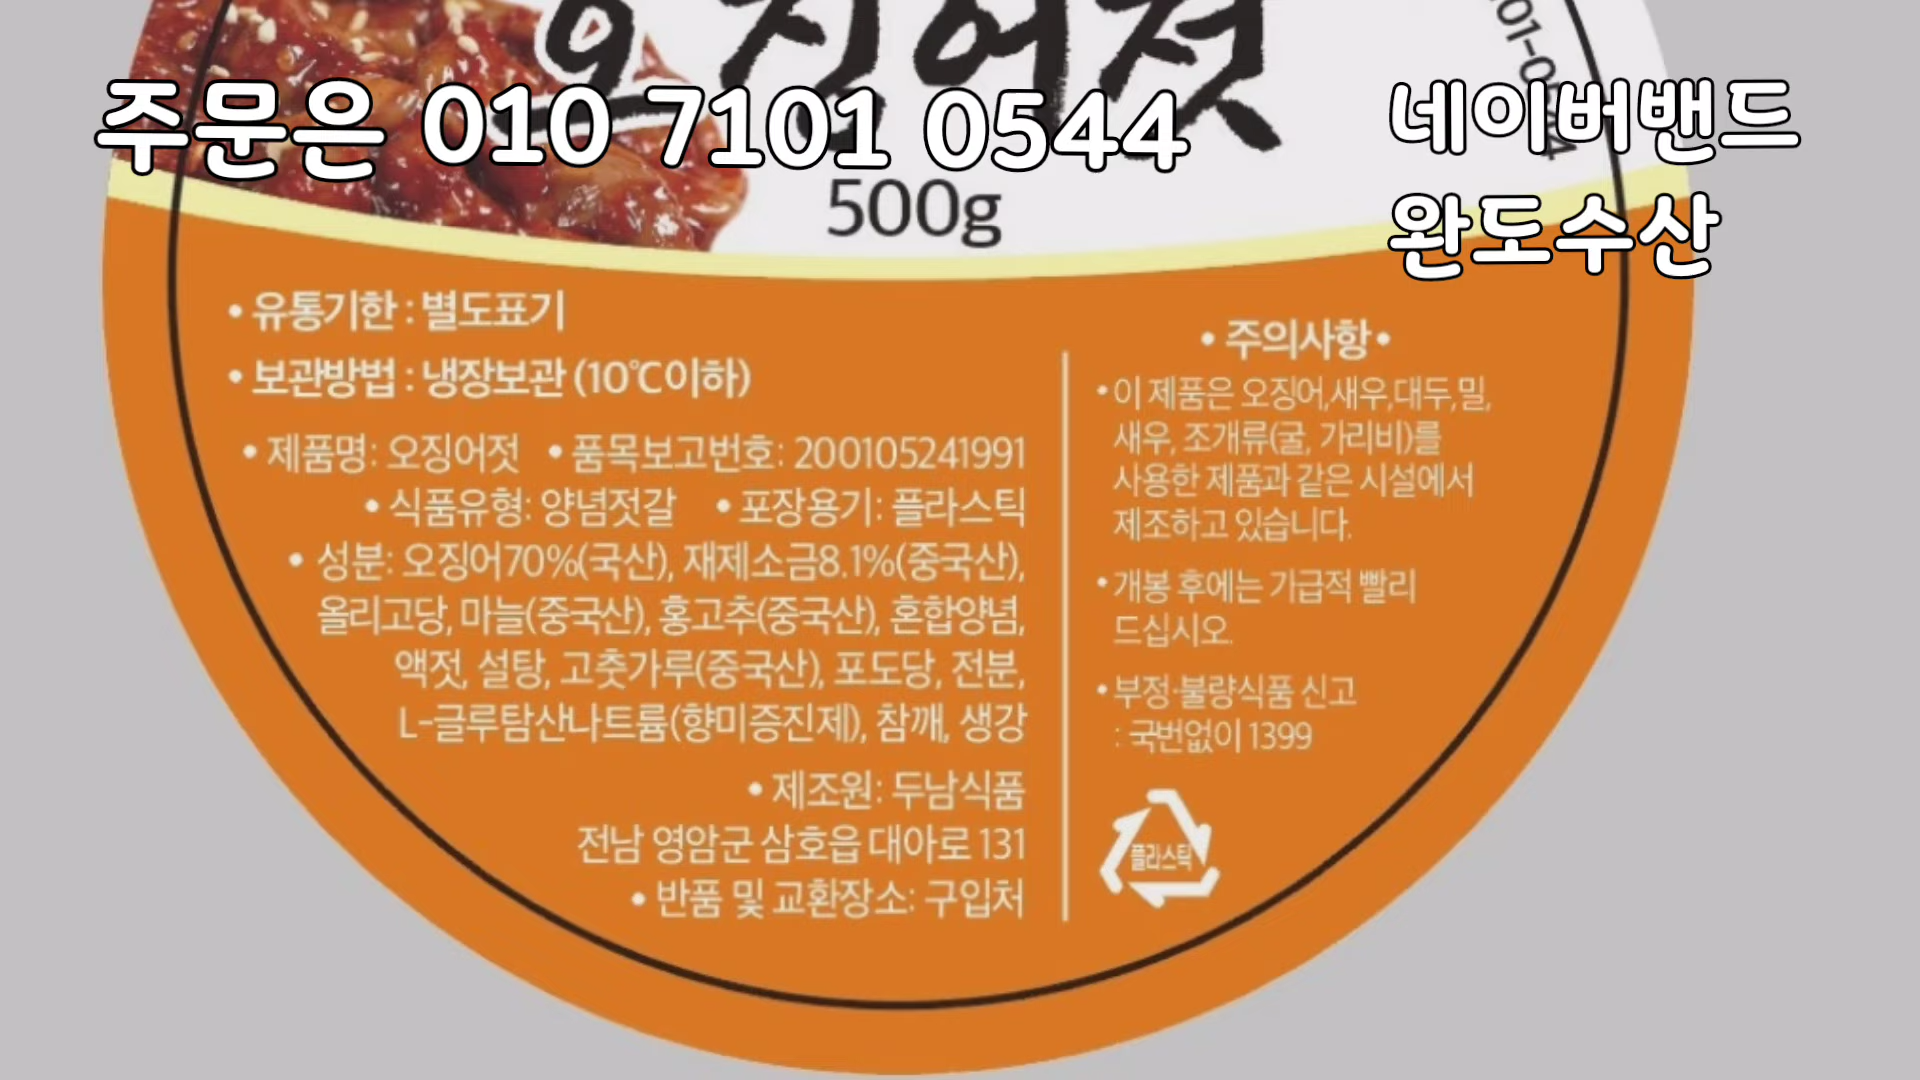 오징어젓
주문은 010 7101 0544
네이버밴드
완도수산
500g
• 유통기한 : 별도표기
• 보관방법 : 냉장보관 (10℃이하)
• 제품명: 오징어젓 • 품목보고번호: 200105241991
• 식품유형: 양념젓갈 • 포장용기: 플라스틱
• 성분: 오징어70%(국산), 재제소금8.1%(중국산),
올리고당, 마늘(중국산), 홍고추(중국산), 혼합양념,
액젓, 설탕, 고춧가루(중국산), 포도당, 전분,
L-글루탐산나트륨(향미증진제), 참깨, 생강
• 제조원: 두남식품
전남 영암군 삼호읍 대아로 131
• 반품 및 교환장소: 구입처
• 주의사항 •
• 이 제품은 오징어,새우,대두,밀,
새우, 조개류(굴, 가리비)를
사용한 제품과 같은 시설에서
제조하고 있습니다.
• 개봉 후에는 가급적 빨리
드십시오.
• 부정·불량식품 신고
: 국번없이 1399
플라스틱